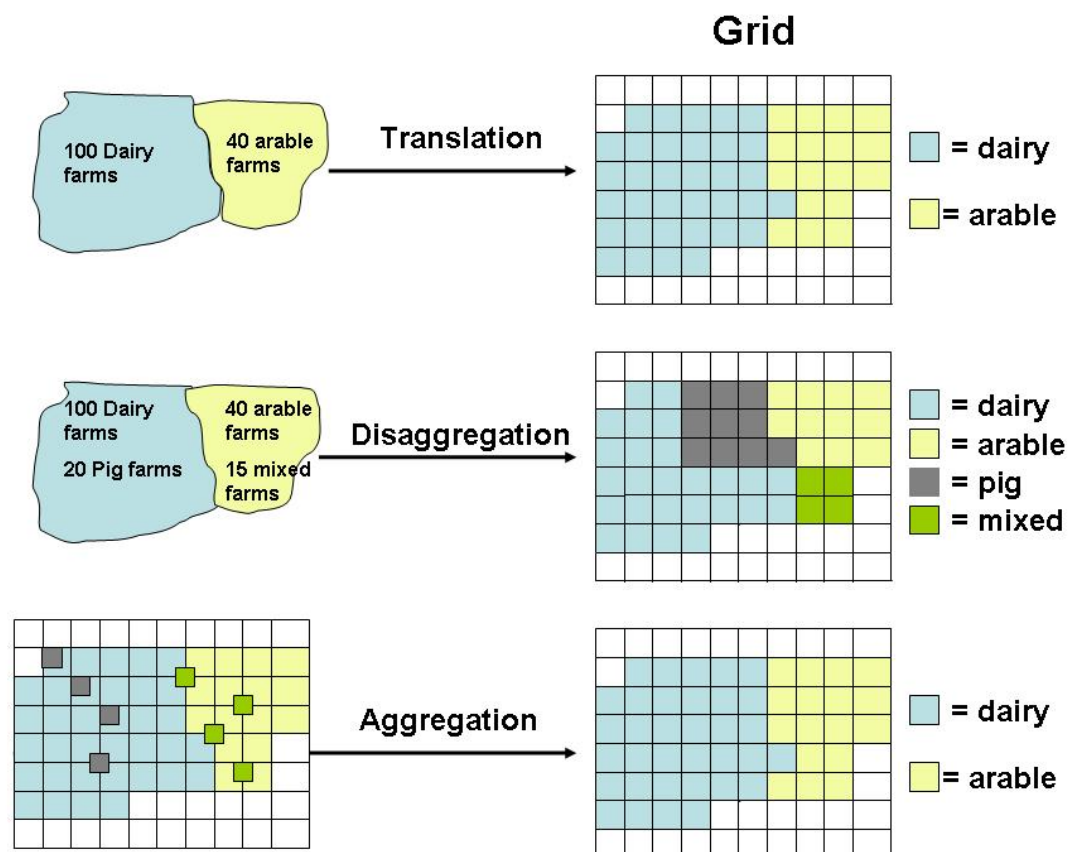 Grid
100 Dairy
farms
40 arable
farms
Translation
= dairy
= arable
100 Dairy
farms
20 Pig farms
40 arable
farms
15 mixed
farms
Disaggregation
= dairy
= arable
= pig
= mixed
Aggregation
= dairy
= arable